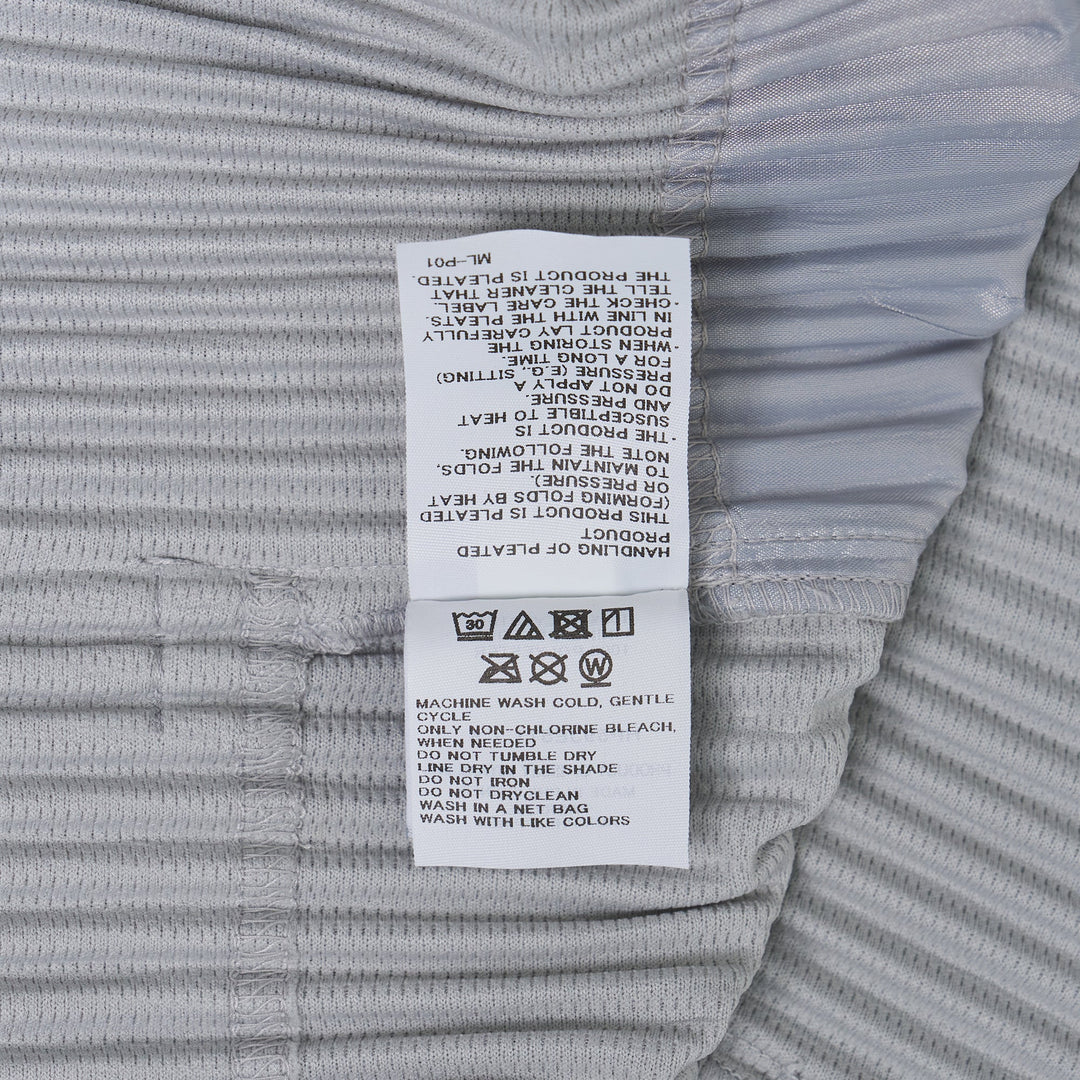 HANDLING OF PLEATED
PRODUCT
THIS PRODUCT IS PLEATED
(FORMING FOLDS BY HEAT
OR PRESSURE).
TO MAINTAIN THE FOLDS,
NOTE THE FOLLOWING.
・THE PRODUCT IS
SUSCEPTIBLE TO HEAT
AND PRESSURE.
DO NOT APPLY A
PRESSURE (E.G., SITTING)
FOR A LONG TIME.
・WHEN STORING THE
PRODUCT LAY CAREFULLY
IN LINE WITH THE PLEATS.
・CHECK THE CARE LABEL.
TELL THE CLEANER THAT
THE PRODUCT IS PLEATED.
ML-P01
30
W
MACHINE WASH COLD, GENTLE
CYCLE
ONLY NON-CHLORINE BLEACH,
WHEN NEEDED
DO NOT TUMBLE DRY
LINE DRY IN THE SHADE
DO NOT IRON
DO NOT DRYCLEAN
WASH IN A NET BAG
WASH WITH LIKE COLORS